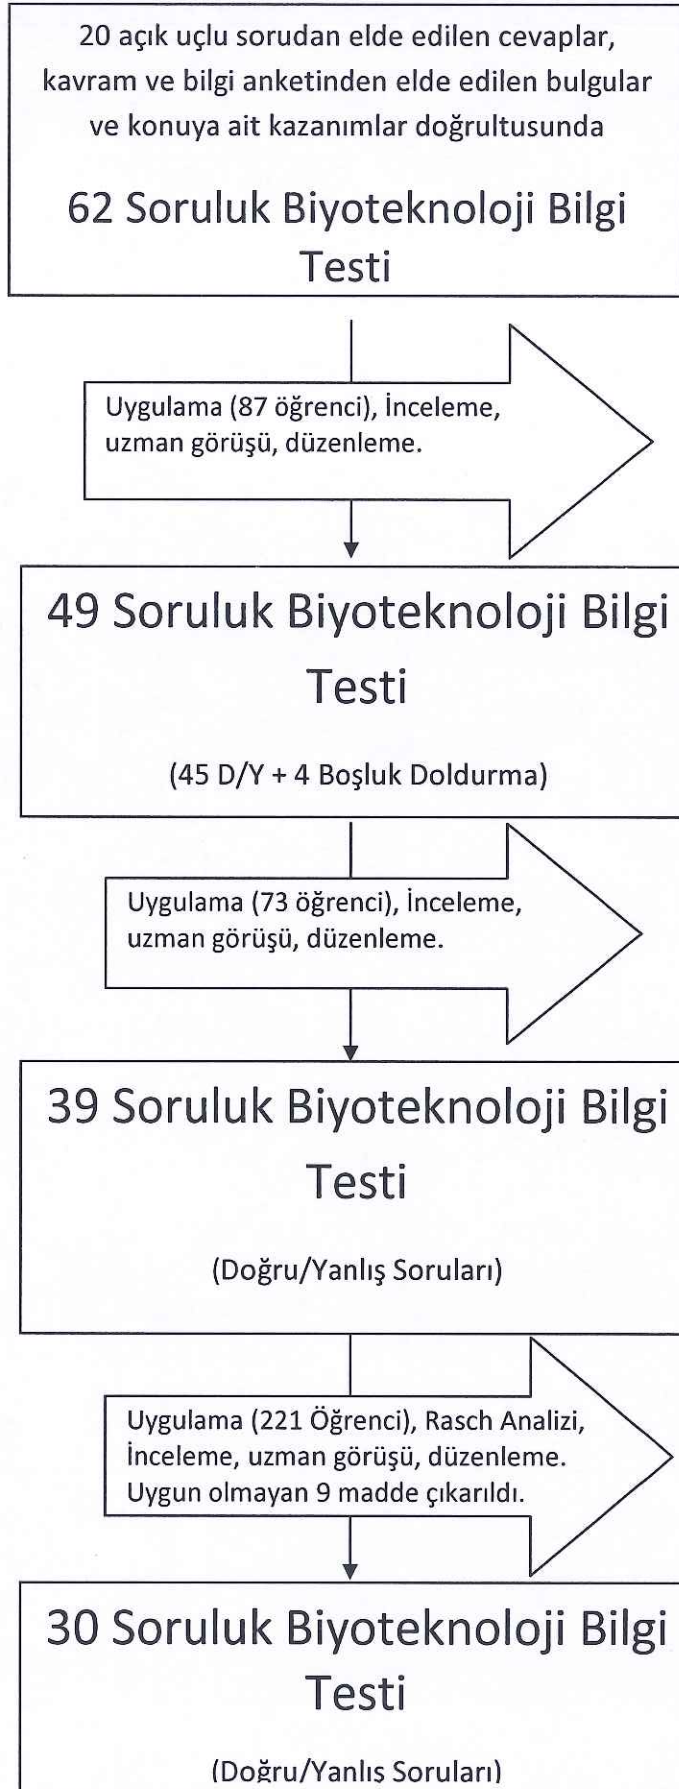 20 açık uçlu sorudan elde edilen cevaplar,
kavram ve bilgi anketinden elde edilen bulgular
ve konuya ait kazanımlar doğrultusunda
62 Soruluk Biyoteknoloji Bilgi
Testi
Uygulama (87 öğrenci), İnceleme,
uzman görüşü, düzenleme.
49 Soruluk Biyoteknoloji Bilgi
Testi
(45 D/Y + 4 Boşluk Doldurma)
Uygulama (73 öğrenci), İnceleme,
uzman görüşü, düzenleme.
39 Soruluk Biyoteknoloji Bilgi
Testi
(Doğru/Yanlış Soruları)
Uygulama (221 Öğrenci), Rasch Analizi,
İnceleme, uzman görüşü, düzenleme.
Uygun olmayan 9 madde çıkarıldı.
30 Soruluk Biyoteknoloji Bilgi
Testi
(Doğru/Yanlış Soruları)